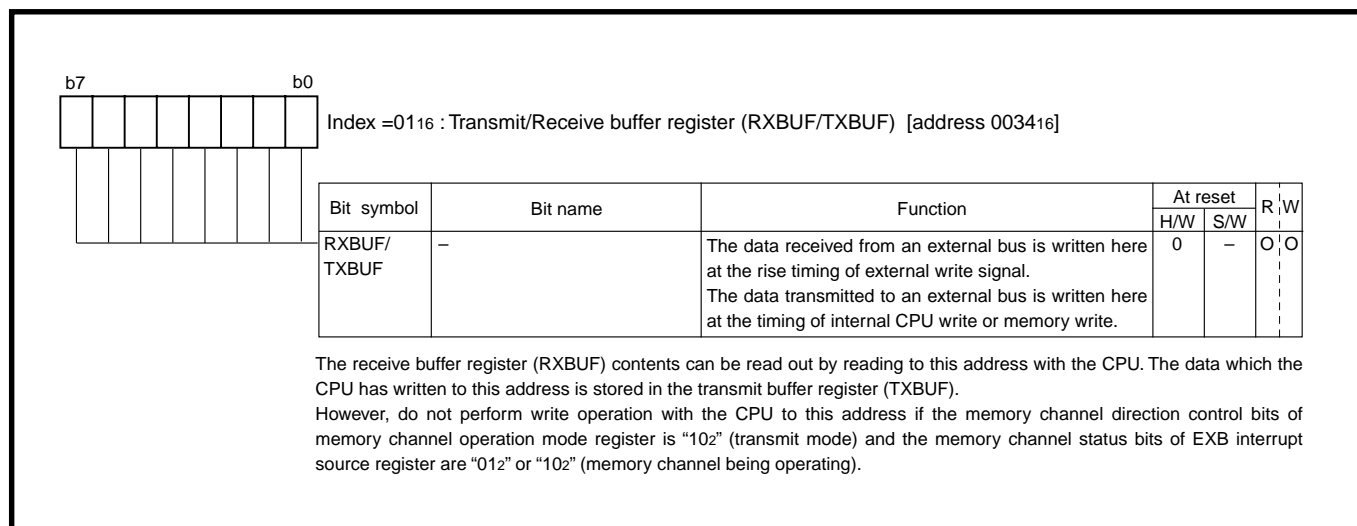 b7 b0
Index =0116 : Transmit/Receive buffer register (RXBUF/TXBUF) [address 003416]
Bit symbol Bit name Function At reset R W
H/W S/W
RXBUF/ – The data received from an external bus is written here 0 – O O
TXBUF at the rise timing of external write signal.
The data transmitted to an external bus is written here
at the timing of internal CPU write or memory write.
The receive buffer register (RXBUF) contents can be read out by reading to this address with the CPU. The data which the
CPU has written to this address is stored in the transmit buffer register (TXBUF).
However, do not perform write operation with the CPU to this address if the memory channel direction control bits of
memory channel operation mode register is “102” (transmit mode) and the memory channel status bits of EXB interrupt
source register are “012” or “102” (memory channel being operating).